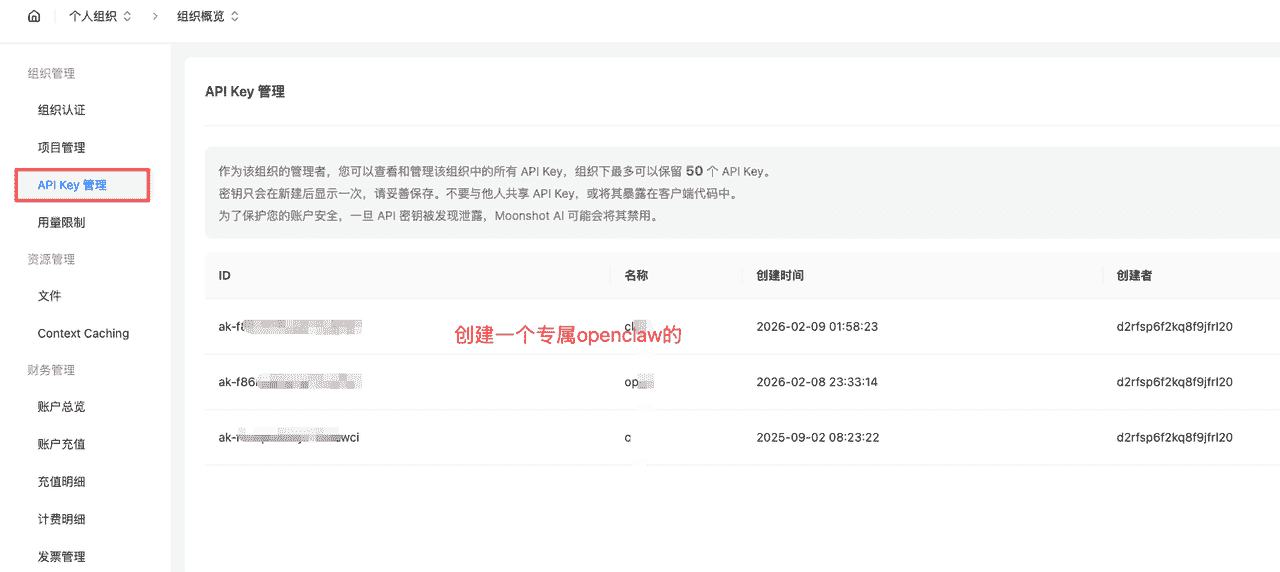 个人组织
组织概览
组织管理
组织认证
项目管理
API Key 管理
用量限制
资源管理
文件
Context Caching
财务管理
账户总览
账户充值
充值明细
计费明细
发票管理
API Key 管理
作为该组织的管理者，您可以查看和管理该组织中的所有 API Key，组织下最多可以保留 50 个 API Key。
密钥只会在新建后显示一次，请妥善保存。不要与他人共享 API Key，或将其暴露在客户端代码中。
为了保护您的账户安全，一旦 API 密钥被发现泄露，Moonshot AI 可能会将其禁用。
ID 名称 创建时间 创建者
2026-02-09 01:58:23 d2rfsp6f2kq8f9jfrl20
创建一个专属openclaw的
2026-02-08 23:33:14 d2rfsp6f2kq8f9jfrl20
2025-09-02 08:23:22 d2rfsp6f2kq8f9jfrl20